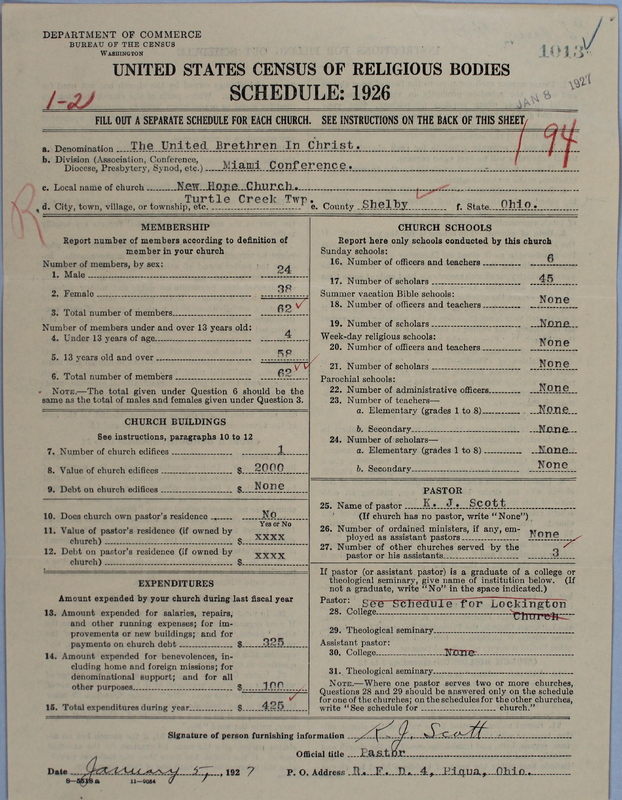 DEPARTMENT OF COMMERCE
BUREAU OF THE CENSUS
WASHINGTON
1013
UNITED STATES CENSUS OF RELIGIOUS BODIES
SCHEDULE: 1926
JAN 8 1927
1-2
FILL OUT A SEPARATE SCHEDULE FOR EACH CHURCH. SEE INSTRUCTIONS ON THE BACK OF THIS SHEET
194
a. Denomination The United Brethren In Christ.
b. Division (Association, Conference, Diocese, Presbytery, Synod, etc.) Miami Conference.
c. Local name of church New Hope Church.
R
d. City, town, village, or township, etc. Turtle Creek Twp. e. County Shelby f. State Ohio.
MEMBERSHIP
Report number of members according to definition of
member in your church
Number of members, by sex:
1. Male 24
2. Female 38
3. Total number of members 62
Number of members under and over 13 years old:
4. Under 13 years of age 4
5. 13 years old and over 58
6. Total number of members 62
NOTE.—The total given under Question 6 should be the
same as the total of males and females given under Question 3.
CHURCH BUILDINGS
See instructions, paragraphs 10 to 12
7. Number of church edifices 1
8. Value of church edifices $ 2000
9. Debt on church edifices $ None
10. Does church own pastor's residence No
Yes or No
11. Value of pastor's residence (if owned by
church) $ XXXX
12. Debt on pastor's residence (if owned by
church) $ XXXX
EXPENDITURES
Amount expended by your church during last fiscal year
13. Amount expended for salaries, repairs,
and other running expenses; for im-
provements or new buildings; and for
payments on church debt $ 325
14. Amount expended for benevolences, in-
cluding home and foreign missions; for
denominational support; and for all
other purposes $ 100
15. Total expenditures during year $ 425
CHURCH SCHOOLS
Report here only schools conducted by this church
Sunday schools:
16. Number of officers and teachers 6
17. Number of scholars 45
Summer vacation Bible schools:
18. Number of officers and teachers None
19. Number of scholars None
Week-day religious schools:
20. Number of officers and teachers None
21. Number of scholars None
Parochial schools:
22. Number of administrative officers None
23. Number of teachers—
a. Elementary (grades 1 to 8) None
b. Secondary None
24. Number of scholars—
a. Elementary (grades 1 to 8) None
b. Secondary None
PASTOR
25. Name of pastor K. J. Scott
(If church has no pastor, write "None")
26. Number of ordained ministers, if any, em-
ployed as assistant pastors None
27. Number of other churches served by the
pastor or his assistants 3
If pastor (or assistant pastor) is a graduate of a college or
theological seminary, give name of institution below. (If
not a graduate, write "No" in the space indicated.)
Pastor: See Schedule for Lockington
28. College Church
29. Theological seminary
Assistant pastor:
30. College None
31. Theological seminary
NOTE.—Where one pastor serves two or more churches,
Questions 28 and 29 should be answered only on the schedule
for one of the churches; on the schedules for the other churches,
write "See schedule for church."
Signature of person furnishing information K. J. Scott
Official title Pastor
Date January 5, 1927 P. O. Address R. F. D. 4, Piqua, Ohio.
8-5518a 11-9054